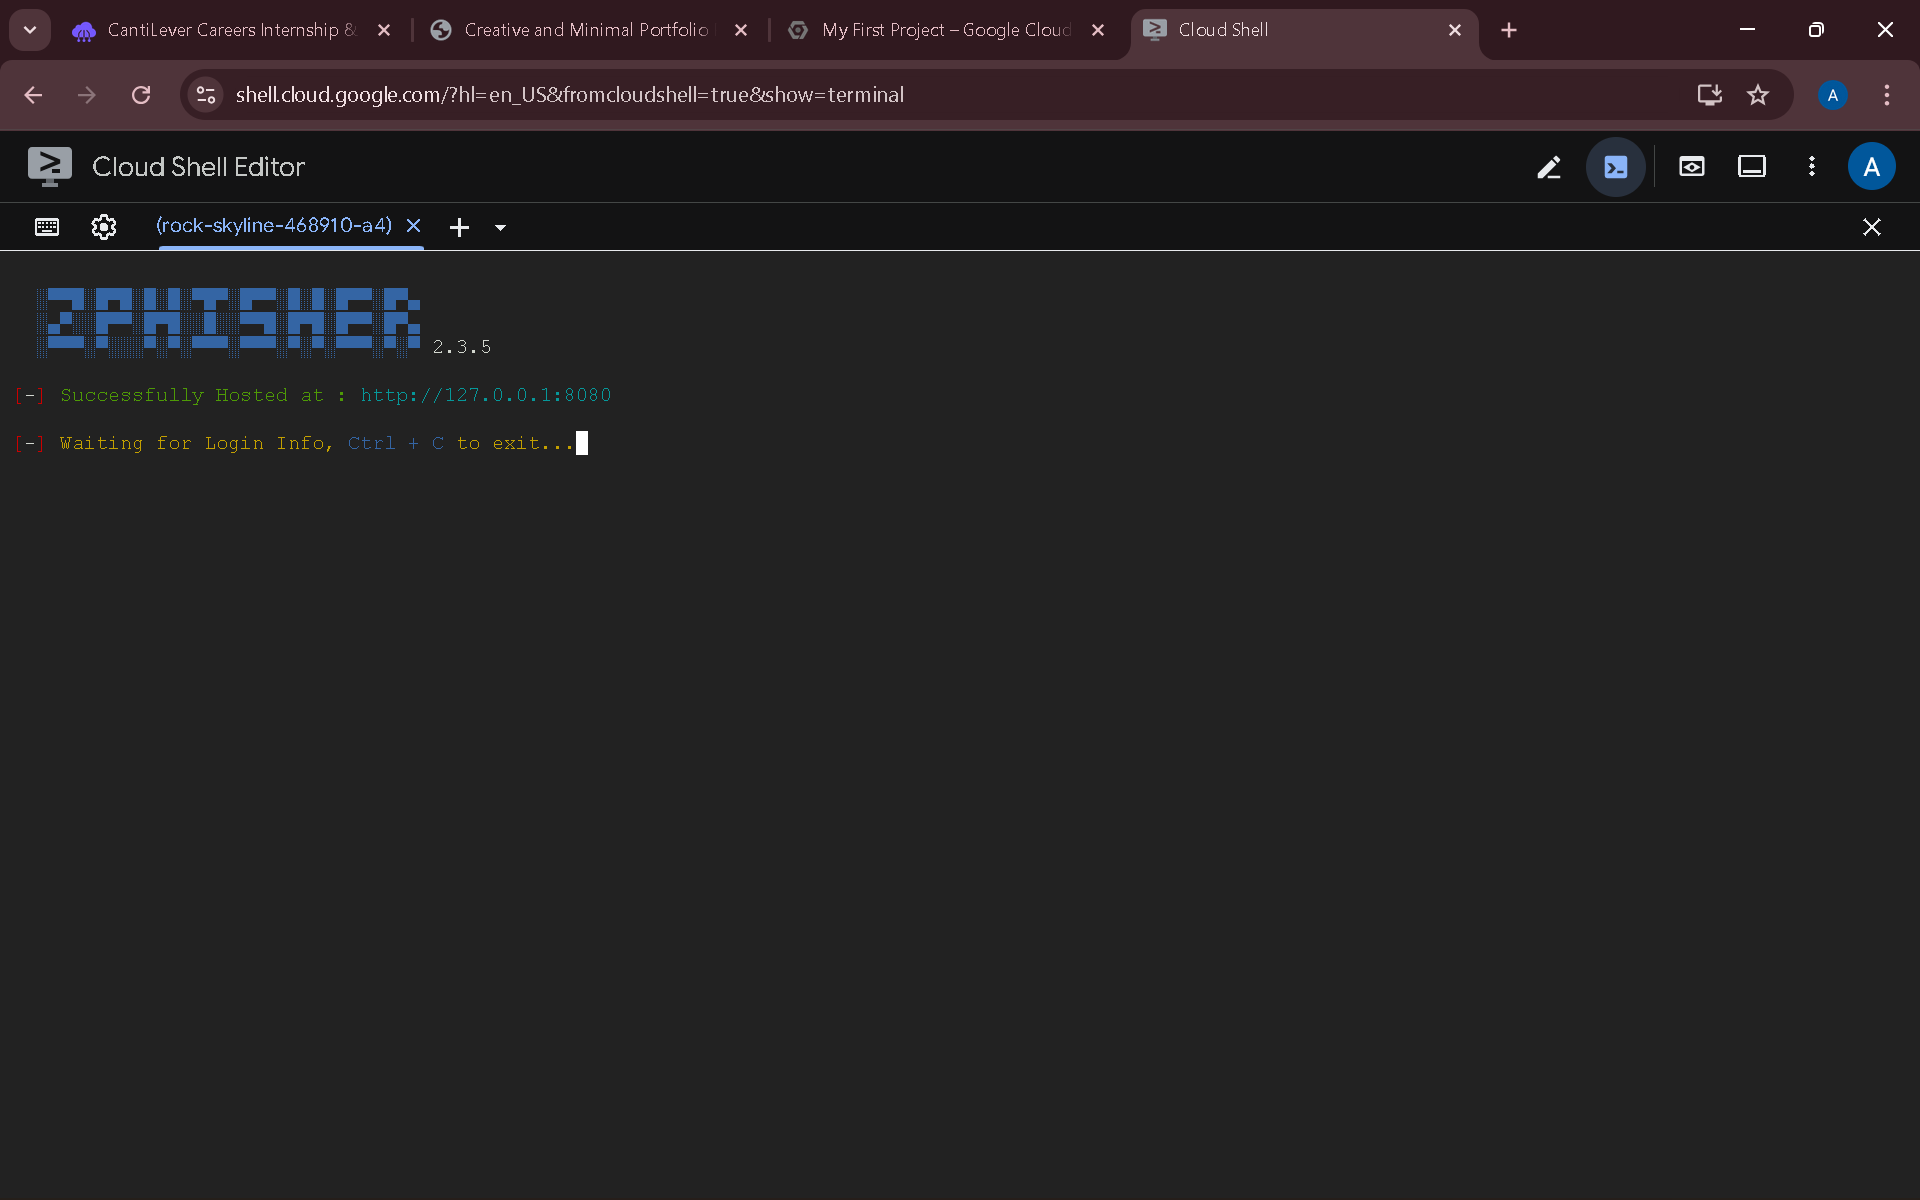 CantiLever Careers Internship &
Creative and Minimal Portfolio
My First Project – Google Cloud
Cloud Shell
shell.cloud.google.com/?hl=en_US&fromcloudshell=true&show=terminal
A
Cloud Shell Editor
A
(rock-skyline-468910-a4)
ZPHISHER 2.3.5
[-] Successfully Hosted at : http://127.0.0.1:8080
[-] Waiting for Login Info, Ctrl + C to exit...